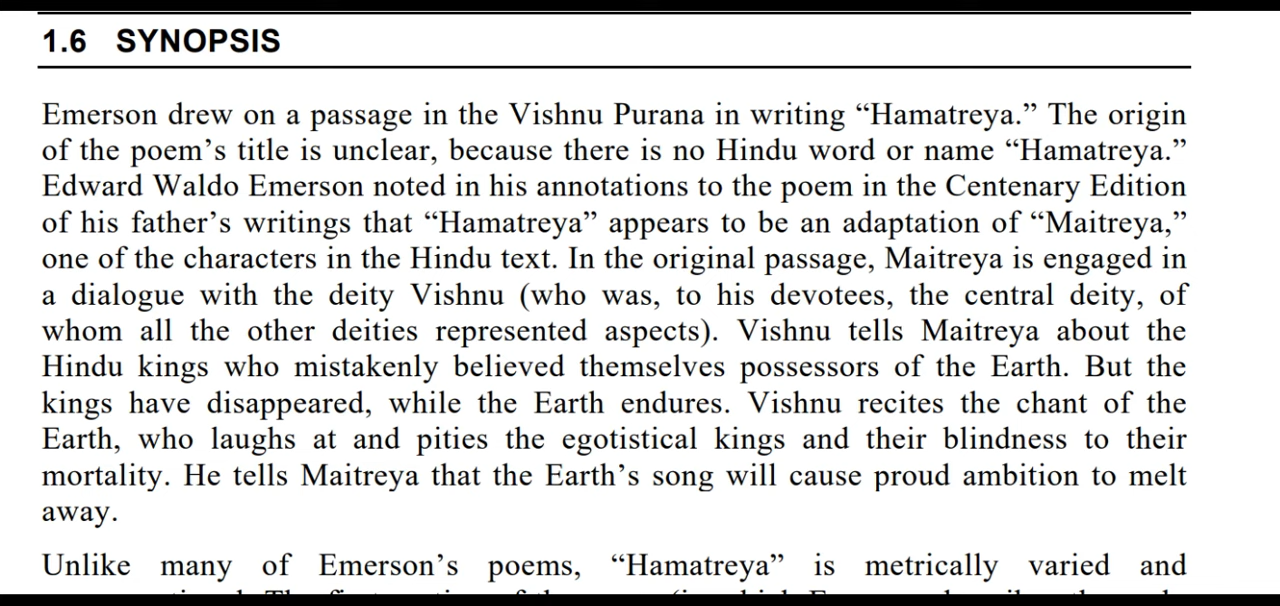 1.6 SYNOPSIS
Emerson drew on a passage in the Vishnu Purana in writing “Hamatreya.” The origin
of the poem’s title is unclear, because there is no Hindu word or name “Hamatreya.”
Edward Waldo Emerson noted in his annotations to the poem in the Centenary Edition
of his father’s writings that “Hamatreya” appears to be an adaptation of “Maitreya,”
one of the characters in the Hindu text. In the original passage, Maitreya is engaged in
a dialogue with the deity Vishnu (who was, to his devotees, the central deity, of
whom all the other deities represented aspects). Vishnu tells Maitreya about the
Hindu kings who mistakenly believed themselves possessors of the Earth. But the
kings have disappeared, while the Earth endures. Vishnu recites the chant of the
Earth, who laughs at and pities the egotistical kings and their blindness to their
mortality. He tells Maitreya that the Earth’s song will cause proud ambition to melt
away.
Unlike many of Emerson’s poems, “Hamatreya” is metrically varied and